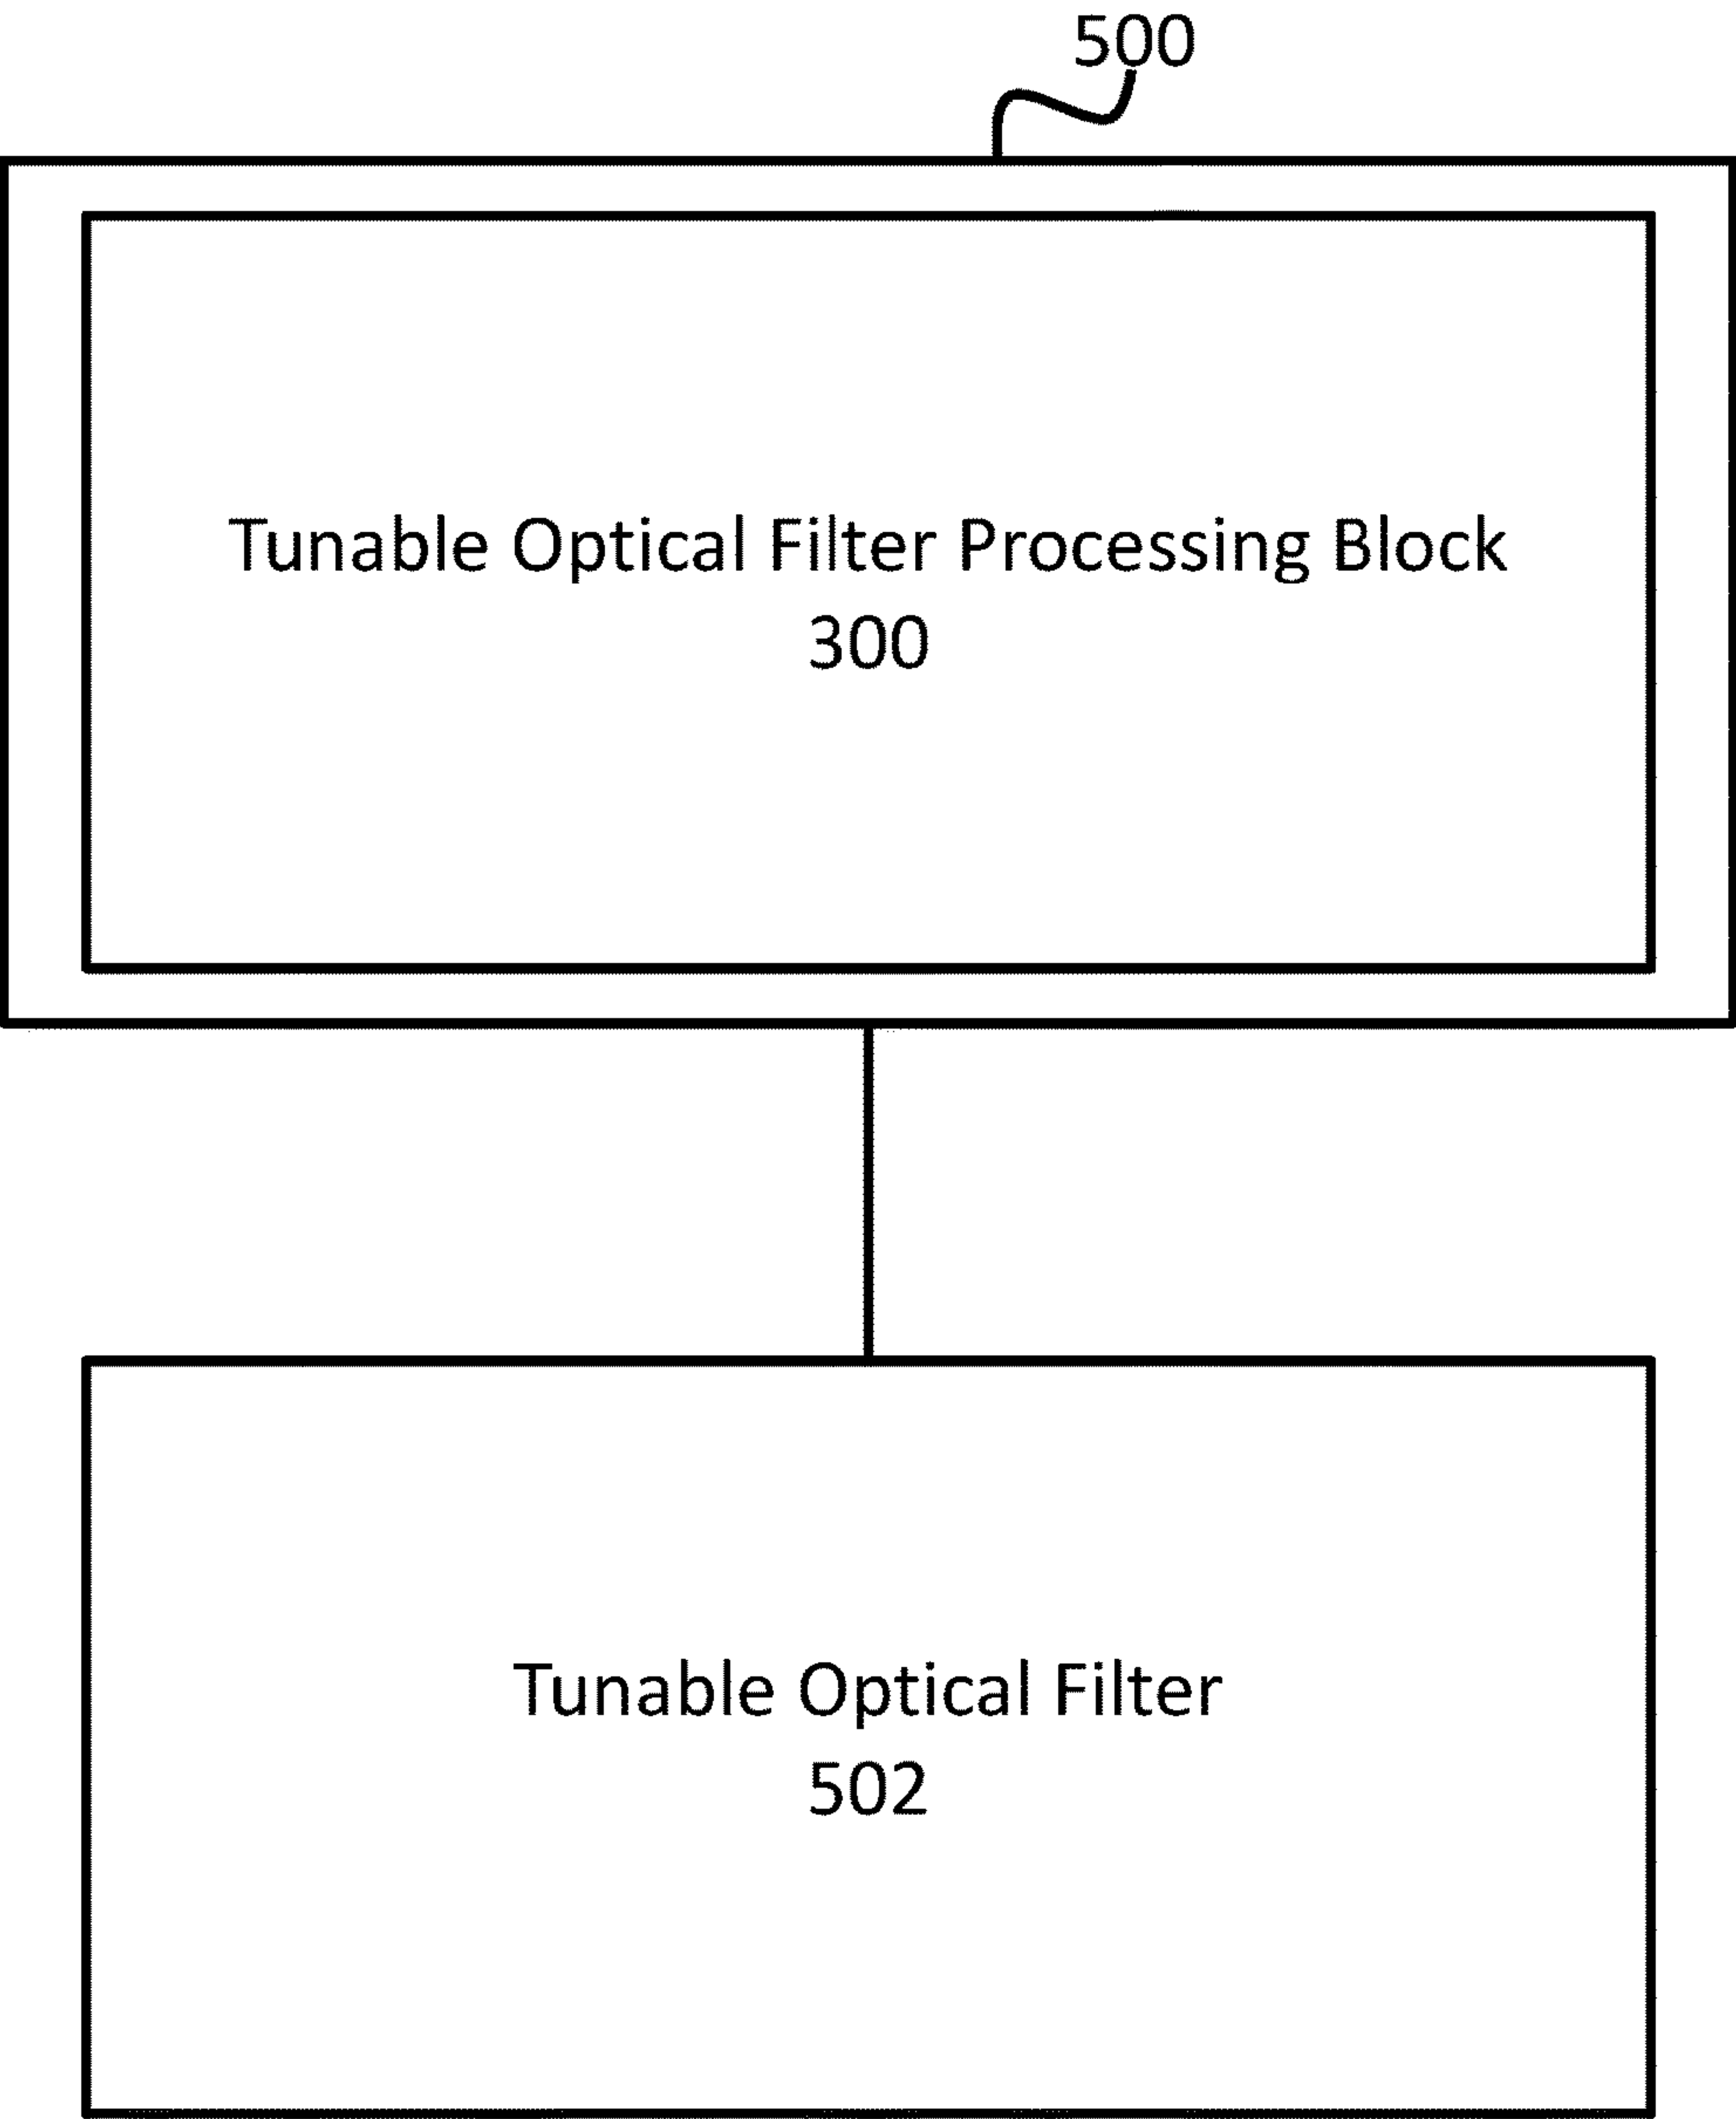 500
Tunable Optical Filter Processing Block
300
Tunable Optical Filter
502